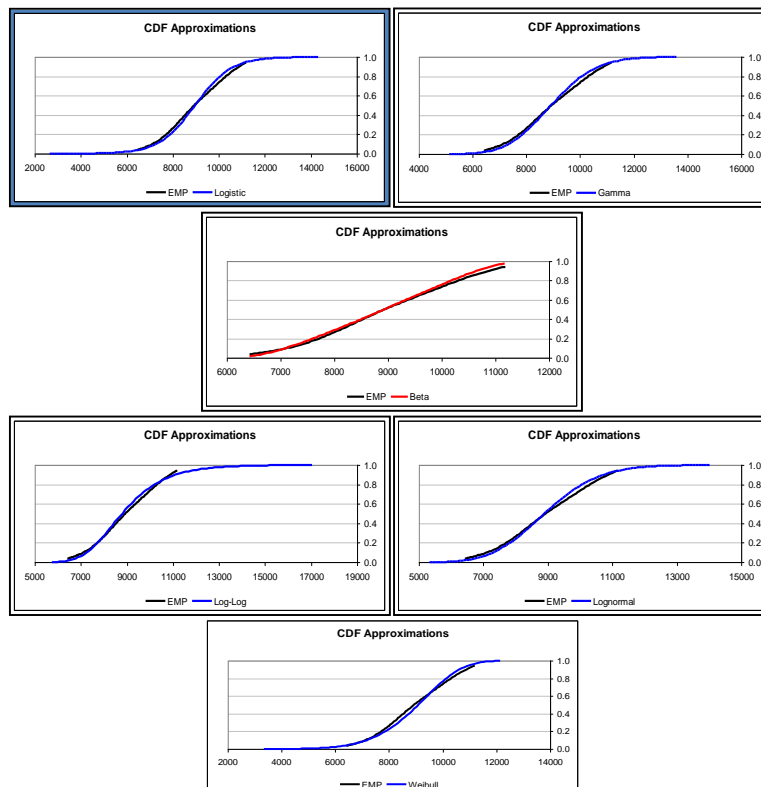 CDF Approximations
1.0
0.8
0.6
0.4
0.2
0.0
2000 4000 6000 8000 10000 12000 14000 16000
EMP Logistic
CDF Approximations
1.0
0.8
0.6
0.4
0.2
0.0
4000 6000 8000 10000 12000 14000 16000
EMP Gamma
CDF Approximations
1.0
0.8
0.6
0.4
0.2
0.0
6000 7000 8000 9000 10000 11000 12000
EMP Beta
CDF Approximations
1.0
0.8
0.6
0.4
0.2
0.0
5000 7000 9000 11000 13000 15000 17000 19000
EMP Log-Log
CDF Approximations
1.0
0.8
0.6
0.4
0.2
0.0
5000 7000 9000 11000 13000 15000
EMP Lognormal
CDF Approximations
1.0
0.8
0.6
0.4
0.2
0.0
2000 4000 6000 8000 10000 12000 14000
EMP Weibull